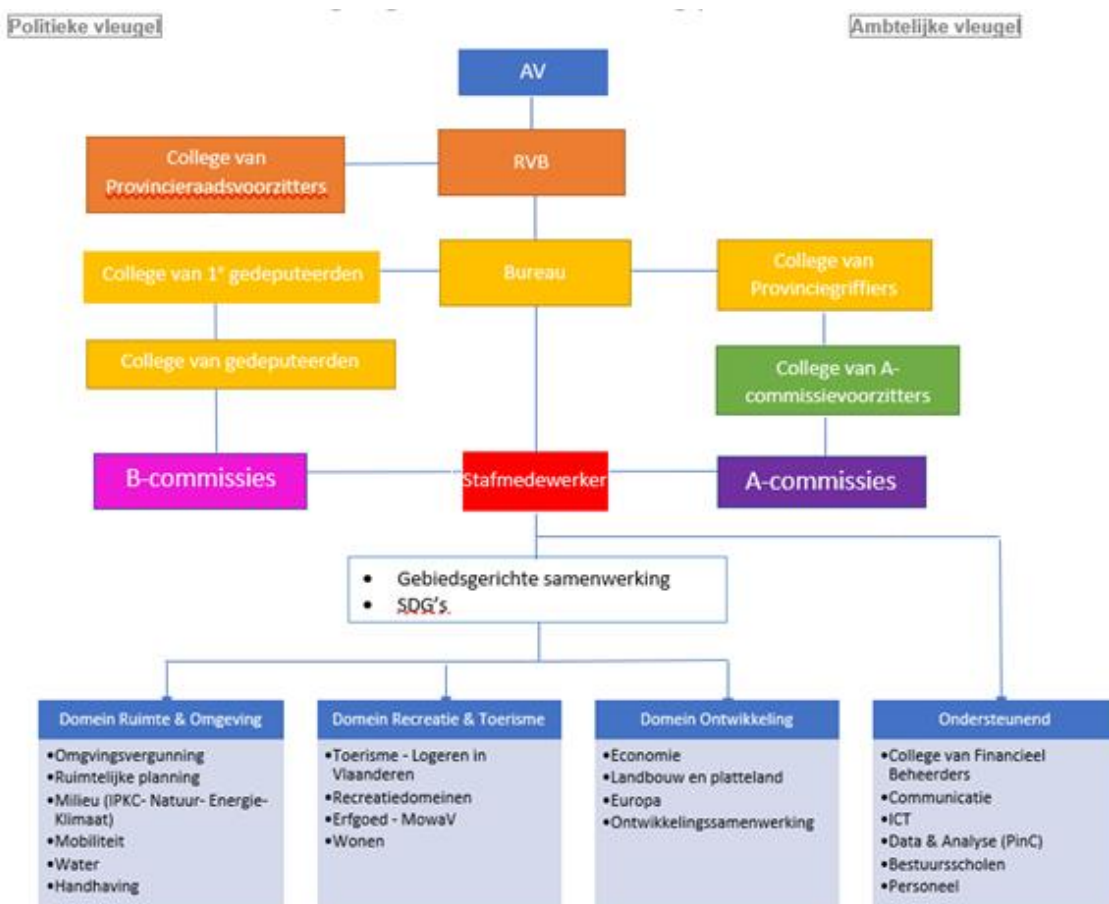 Politieke vleugel
Ambtelijke vleugel
AV
College van
Provincieraadsvoorzitters
RVB
College van 1° gedeputeerden
Bureau
College van
Provinciegriffiers
College van gedeputeerden
College van A-
commissievoorzitters
B-commissies
Stafmedewerker
A-commissies
• Gebiedsgerichte samenwerking
• SDG's
Domein Ruimte & Omgeving
•Omgvingsvergunning
•Ruimtelijke planning
•Milieu (IPKC- Natuur- Energie-
Klimaat)
•Mobiliteit
•Water
•Handhaving
Domein Recreatie & Toerisme
•Toerisme - Logeren in
Vlaanderen
•Recreatiedomeinen
•Erfgoed - MowaV
•Wonen
Domein Ontwikkeling
•Economie
•Landbouw en platteland
•Europa
•Ontwikkelingssamenwerking
Ondersteunend
•College van Financieel
Beheerders
•Communicatie
•ICT
•Data & Analyse (PinC)
•Bestuursscholen
•Personeel